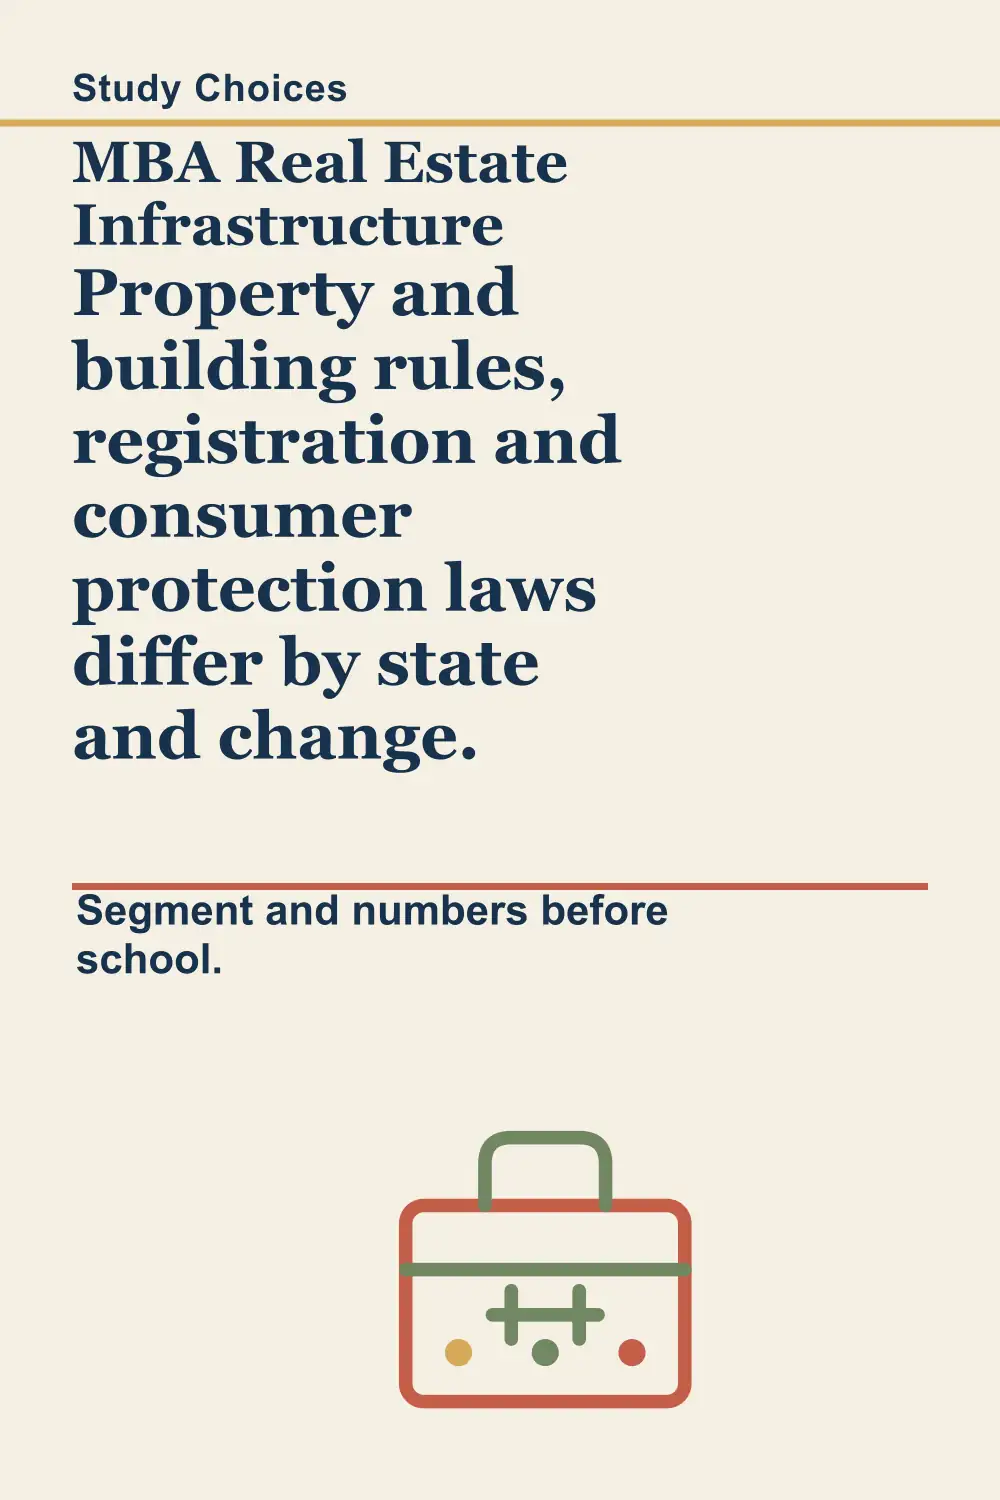 Study Choices
MBA Real Estate
Infrastructure
Property and
building rules,
registration and
consumer
protection laws
differ by state
and change.
Segment and numbers before
school.